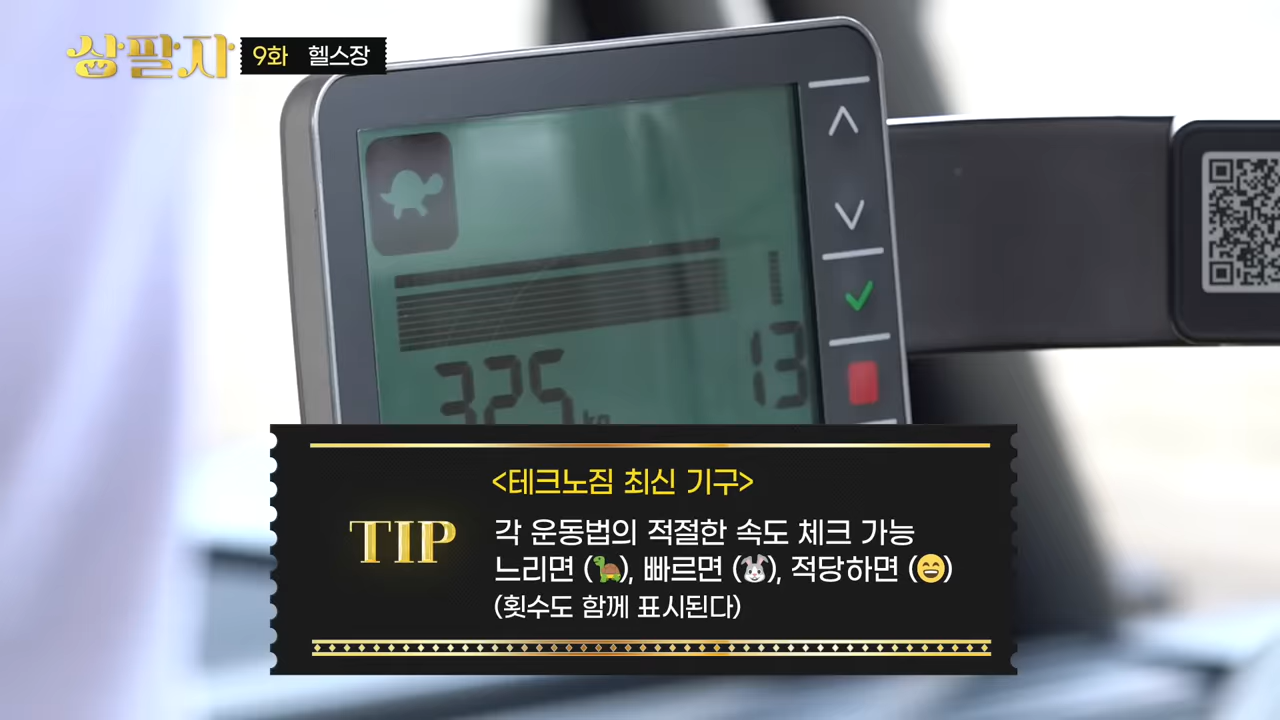 상팔자
9화 헬스장
325 kg
13
<테크노짐 최신 기구>
TIP
각 운동법의 적절한 속도 체크 가능
느리면 (🐢), 빠르면 (🐰), 적당하면 (😄)
(횟수도 함께 표시된다)